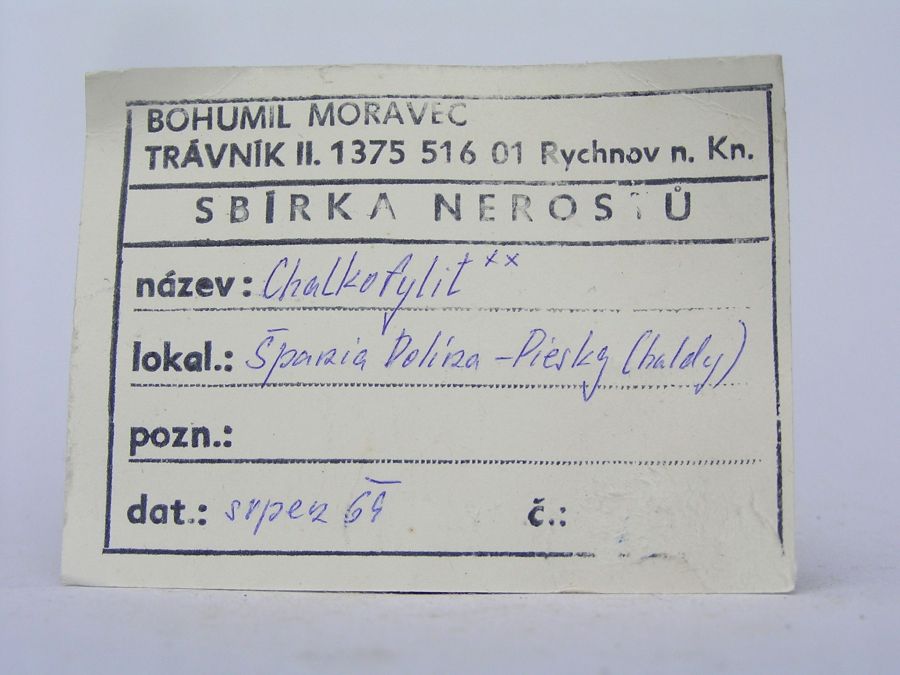 BOHUMIL MORAVEC
TRÁVNÍK II. 1375 516 01 Rychnov n. Kn.
SBÍRKA NEROSTŮ
název: Chalkofylit xx
lokal.: Špania Dolina - Piesky (haldy)
pozn.:
dat.: srpen 69
č.: